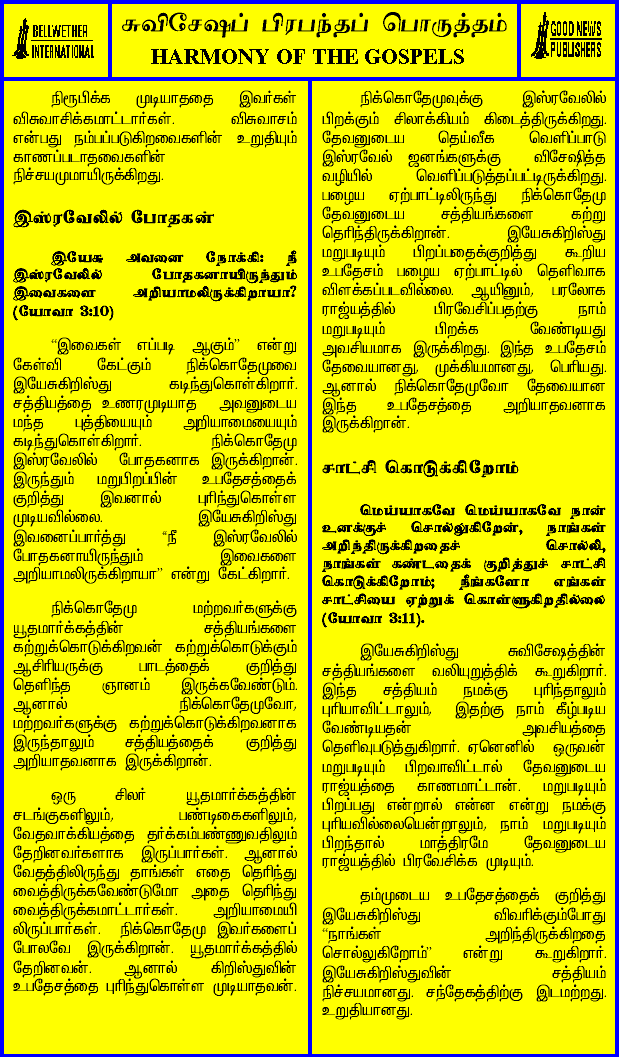 BELLWETHER
INTERNATIONAL
சுவிசேஷப் பிரபந்தப் பொருத்தம்
HARMONY OF THE GOSPELS
GOOD NEWS
PUBLISHERS
நிரூபிக்க முடியாததை இவர்கள்
விசுவாசிக்கமாட்டார்கள். விசுவாசம்
என்பது நம்பப்படுகிறவைகளின் உறுதியும்
காணப்படாதவைகளின்
நிச்சயமுமாயிருக்கிறது.
இஸ்ரவேலில் போதகன்
இயேசு அவனை நோக்கி: நீ
இஸ்ரவேலில் போதகனாயிருந்தும்
இவைகளை அறியாமலிருக்கிறாயா?
(யோவா 3:10)
“இவைகள் எப்படி ஆகும்” என்று
கேள்வி கேட்கும் நிக்கொதேமுவை
இயேசுகிறிஸ்து கடிந்துகொள்கிறார்.
சத்தியத்தை உணரமுடியாத அவனுடைய
மந்த புத்தியையும் அறியாமையையும்
கடிந்துகொள்கிறார். நிக்கொதேமு
இஸ்ரவேலில் போதகனாக இருக்கிறான்.
இருந்தும் மறுபிறப்பின் உபதேசத்தைக்
குறித்து இவனால் புரிந்துகொள்ள
முடியவில்லை. இயேசுகிறிஸ்து
இவனைப்பார்த்து “நீ இஸ்ரவேலில்
போதகனாயிருந்தும் இவைகளை
அறியாமலிருக்கிறாயா” என்று கேட்கிறார்.
நிக்கொதேமு மற்றவர்களுக்கு
யூதமார்க்கத்தின் சத்தியங்களை
கற்றுக்கொடுக்கிறவன் கற்றுக்கொடுக்கும்
ஆசிரியருக்கு பாடத்தைக் குறித்து
தெளிந்த ஞானம் இருக்கவேண்டும்.
ஆனால் நிக்கொதேமுவோ,
மற்றவர்களுக்கு கற்றுக்கொடுக்கிறவனாக
இருந்தாலும் சத்தியத்தைக் குறித்து
அறியாதவனாக இருக்கிறான்.
ஒரு சிலர் யூதமார்க்கத்தின்
சடங்குகளிலும், பண்டிகைகளிலும்,
வேதவாக்கியத்தை தர்க்கம்பண்ணுவதிலும்
தேறினவர்களாக இருப்பார்கள். ஆனால்
வேதத்திலிருந்து தாங்கள் எதை தெரிந்து
வைத்திருக்கவேண்டுமோ அதை தெரிந்து
வைத்திருக்கமாட்டார்கள். அறியாமையி
லிருப்பார்கள். நிக்கொதேமு இவர்களைப்
போலவே இருக்கிறான். யூதமார்க்கத்தில்
தேறினவன். ஆனால் கிறிஸ்துவின்
உபதேசத்தை புரிந்துகொள்ள முடியாதவன்.
நிக்கொதேமுவுக்கு இஸ்ரவேலில்
பிறக்கும் சிலாக்கியம் கிடைத்திருக்கிறது.
தேவனுடைய தெய்வீக வெளிப்பாடு
இஸ்ரவேல் ஜனங்களுக்கு விசேஷித்த
வழியில் வெளிப்படுத்தப்பட்டிருக்கிறது.
பழைய ஏற்பாட்டிலிருந்து நிக்கொதேமு
தேவனுடைய சத்தியங்களை கற்று
தெரிந்திருக்கிறான். இயேசுகிறிஸ்து
மறுபடியும் பிறப்பதைக்குறித்து கூறிய
உபதேசம் பழைய ஏற்பாட்டில் தெளிவாக
விளக்கப்படவில்லை. ஆயினும், பரலோக
ராஜ்யத்தில் பிரவேசிப்பதற்கு நாம்
மறுபடியும் பிறக்க வேண்டியது
அவசியமாக இருக்கிறது. இந்த உபதேசம்
தேவையானது, முக்கியமானது, பெரியது.
ஆனால் நிக்கொதேமுவோ தேவையான
இந்த உபதேசத்தை அறியாதவனாக
இருக்கிறான்.
சாட்சி கொடுக்கிறோம்
மெய்யாகவே மெய்யாகவே நான்
உனக்குச் சொல்லுகிறேன், நாங்கள்
அறிந்திருக்கிறதைச் சொல்லி,
நாங்கள் கண்டதைக் குறித்துச் சாட்சி
கொடுக்கிறோம்; நீங்களோ எங்கள்
சாட்சியை ஏற்றுக் கொள்ளுகிறதில்லை
(யோவா 3:11).
இயேசுகிறிஸ்து சுவிசேஷத்தின்
சத்தியங்களை வலியுறுத்திக் கூறுகிறார்.
இந்த சத்தியம் நமக்கு புரிந்தாலும்
புரியாவிட்டாலும், இதற்கு நாம் கீழ்படிய
வேண்டியதன் அவசியத்தை
தெளிவுபடுத்துகிறார். ஏனெனில் ஒருவன்
மறுபடியும் பிறவாவிட்டால் தேவனுடைய
ராஜ்யத்தை காணமாட்டான். மறுபடியும்
பிறப்பது என்றால் என்ன என்று நமக்கு
புரியவில்லையென்றாலும், நாம் மறுபடியும்
பிறந்தால் மாத்திரமே தேவனுடைய
ராஜ்யத்தில் பிரவேசிக்க முடியும்.
தம்முடைய உபதேசத்தைக் குறித்து
இயேசுகிறிஸ்து விவரிக்கும்போது
“நாங்கள் அறிந்திருக்கிறதை
சொல்லுகிறோம்” என்று கூறுகிறார்.
இயேசுகிறிஸ்துவின் சத்தியம்
நிச்சயமானது. சந்தேகத்திற்கு இடமற்றது.
உறுதியானது.